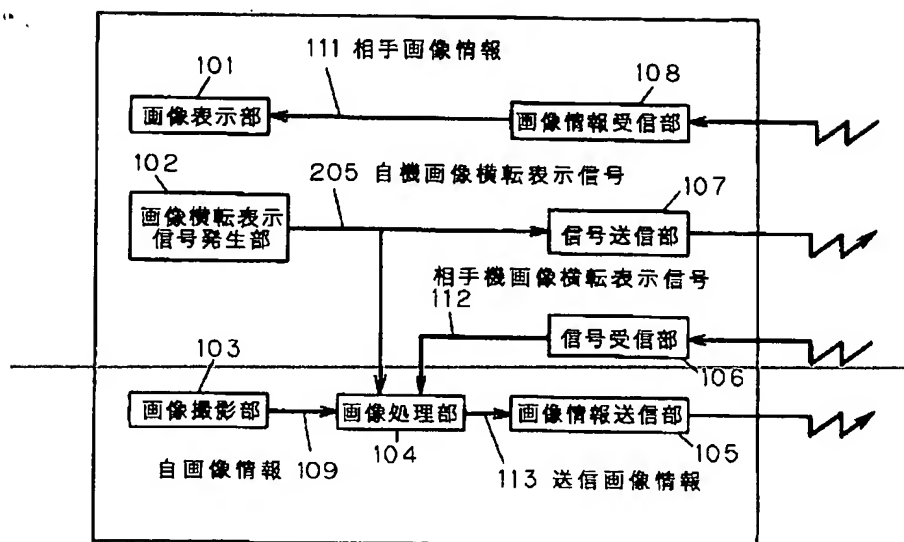 111 相手画像情報
101
108
画像表示部
画像情報受信部
102
205 自機画像横転表示信号
107
画像横転表示
信号発生部
信号送信部
相手機画像横転表示信号
112
信号受信部
103
106
画像撮影部
画像処理部
画像情報送信部
109
104
105
自画像情報
113 送信画像情報